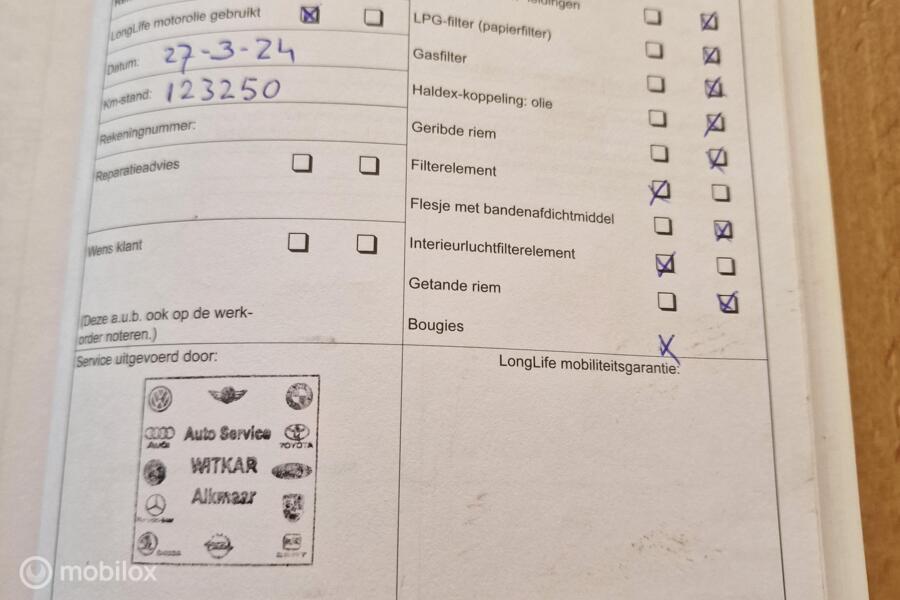 LongLife motorolie gebruikt
Datum: 27-3-24
Km-stand: 123250
Rekeningnummer:
Reparatieadvies
Wens klant
(Deze a.u.b. ook op de werk-
order noteren.)
Service uitgevoerd door:
Auto Service
WITKAR
Alkmaar
Audi
TOYOTA
LPG-filter (papierfilter)
Gasfilter
Haldex-koppeling: olie
Geribde riem
Filterelement
Flesje met bandenafdichtmiddel
Interieurluchtfilterelement
Getande riem
Bougies
LongLife mobiliteitsgarantie:
mobilox